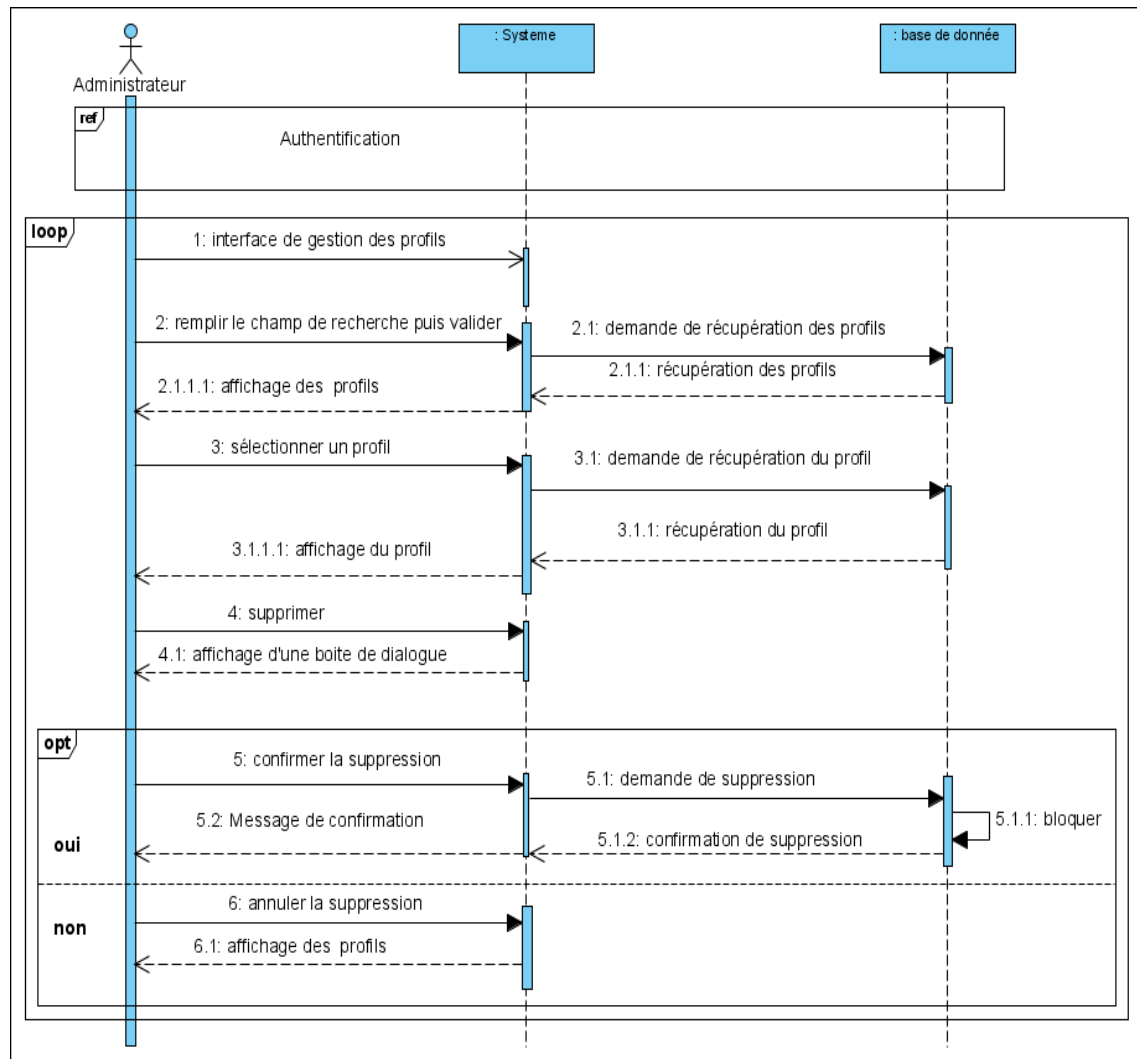 : Systeme
: base de donnée
Administrateur
ref
Authentification
loop
1: interface de gestion des profils
2: remplir le champ de recherche puis valider
2.1: demande de récupération des profils
2.1.1: récupération des profils
2.1.1.1: affichage des profils
3: sélectionner un profil
3.1: demande de récupération du profil
3.1.1: récupération du profil
3.1.1.1: affichage du profil
4: supprimer
4.1: affichage d'une boite de dialogue
opt
5: confirmer la suppression
5.1: demande de suppression
5.1.1: bloquer
5.2: Message de confirmation
5.1.2: confirmation de suppression
oui
6: annuler la suppression
non
6.1: affichage des profils